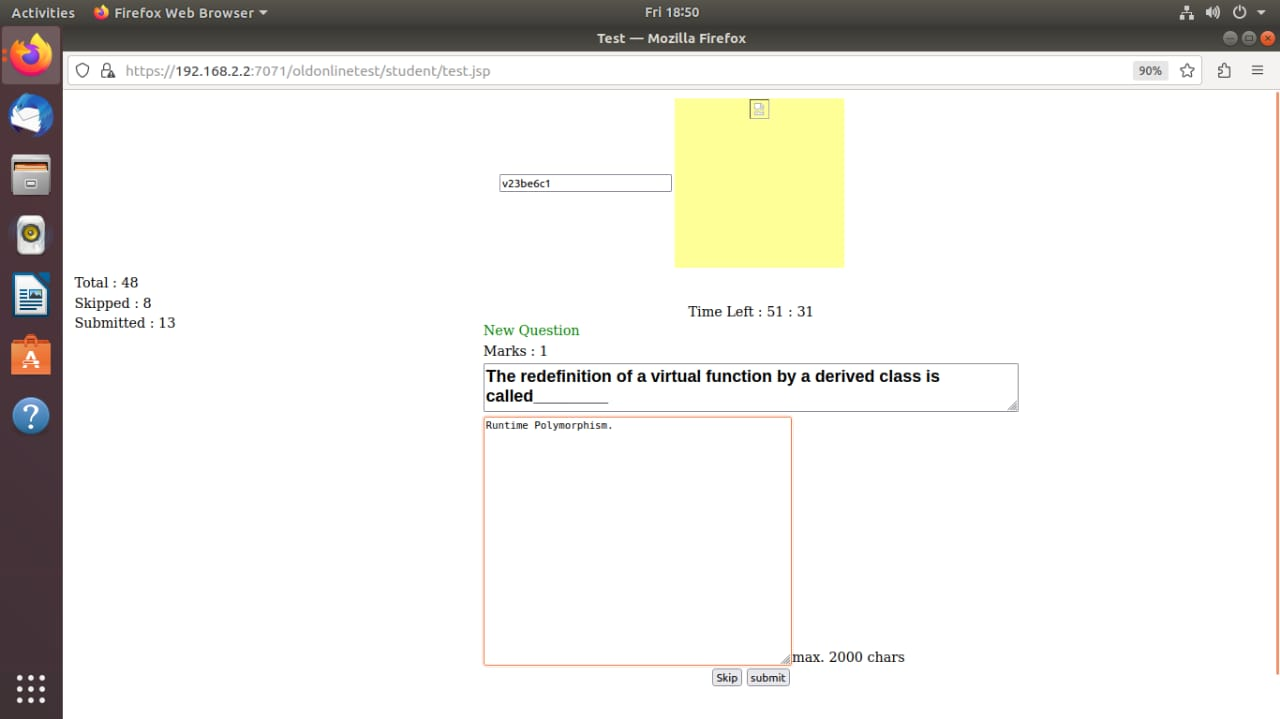 Activities
Firefox Web Browser
Fri 18:50
Test — Mozilla Firefox
https://192.168.2.2:7071/oldonlinetest/student/test.jsp
90%
v23be6c1
Total : 48
Skipped : 8
Submitted : 13
Time Left : 51 : 31
New Question
Marks : 1
The redefinition of a virtual function by a derived class is
called_________
Runtime Polymorphism.
max. 2000 chars
Skip
submit